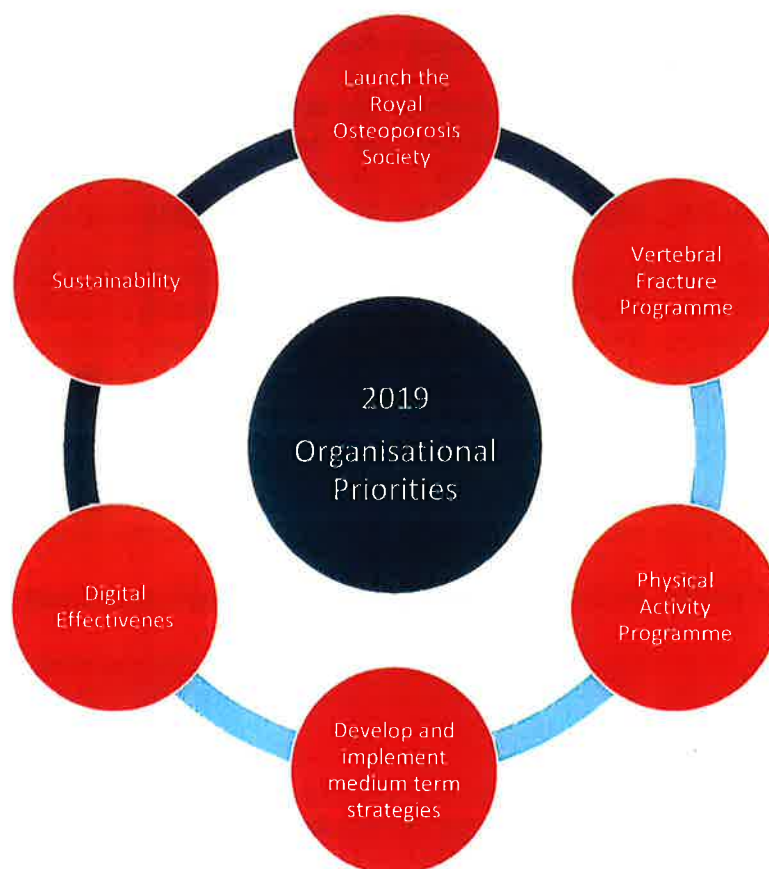 Launch the
Royal
Osteoporosis
Society
Vertebral
Fracture
Programme
Physical
Activity
Programme
Develop and
implement
medium term
strategies
Digital
Effectivenes
Sustainability
2019
Organisational
Priorities